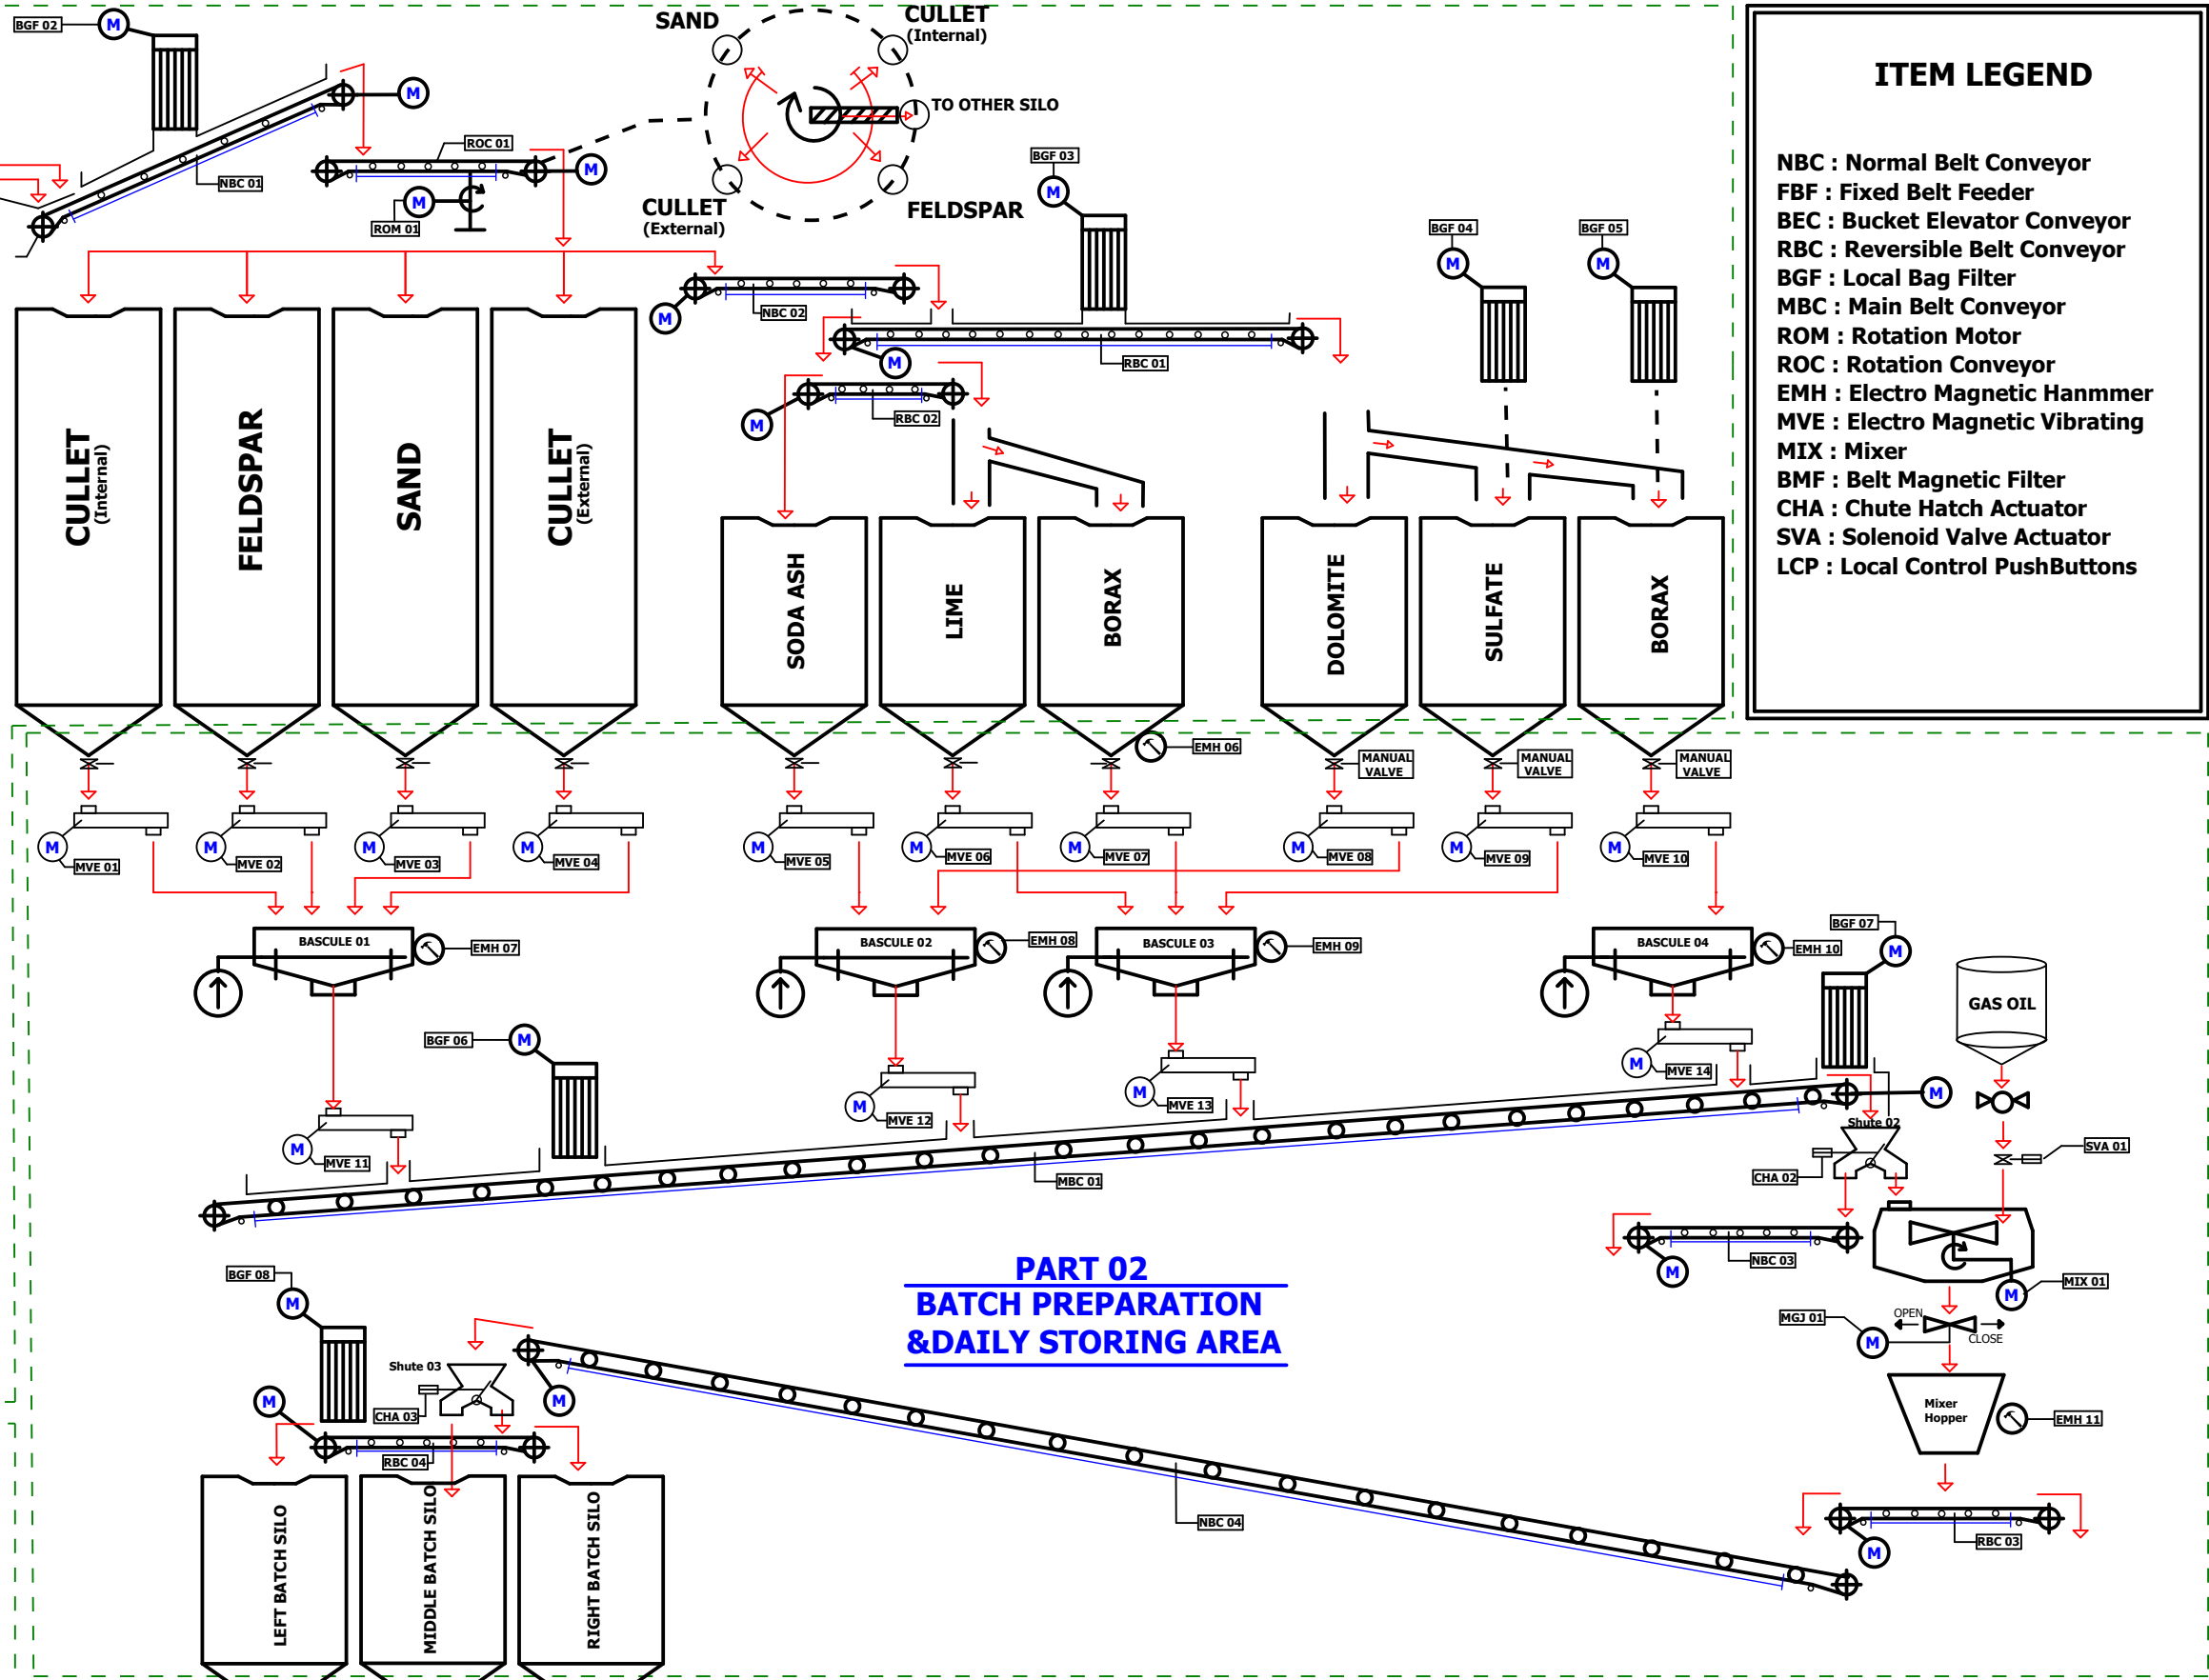 BGF 02
M
SAND
CULLET
(Internal)
M
TO OTHER SILO
ROC 01
M
NBC 01
M
ROM 01
CULLET
(External)
FELDSPAR
BGF 03
M
BGF 04
M
BGF 05
M
NBC 02
M
M
RBC 01
M
RBC 02
CULLET
(Internal)
FELDSPAR
SAND
CULLET
(External)
SODA ASH
LIME
BORAX
DOLOMITE
SULFATE
BORAX
ITEM LEGEND
NBC : Normal Belt Conveyor
FBF : Fixed Belt Feeder
BEC : Bucket Elevator Conveyor
RBC : Reversible Belt Conveyor
BGF : Local Bag Filter
MBC : Main Belt Conveyor
ROM : Rotation Motor
ROC : Rotation Conveyor
EMH : Electro Magnetic Hanmmer
MVE : Electro Magnetic Vibrating
MIX : Mixer
BMF : Belt Magnetic Filter
CHA : Chute Hatch Actuator
SVA : Solenoid Valve Actuator
LCP : Local Control PushButtons
EMH 06
MANUAL
VALVE
MANUAL
VALVE
MANUAL
VALVE
M
MVE 01
M
MVE 02
M
MVE 03
M
MVE 04
M
MVE 05
M
MVE 06
M
MVE 07
M
MVE 08
M
MVE 09
M
MVE 10
BASCULE 01
EMH 07
BASCULE 02
EMH 08
BASCULE 03
EMH 09
BASCULE 04
EMH 10
BGF 07
M
GAS OIL
BGF 06
M
M
MVE 11
M
MVE 12
M
MVE 13
M
MVE 14
M
MBC 01
Shute 02
CHA 02
SVA 01
NBC 03
M
MIX 01
M
MGJ 01
M
OPEN
CLOSE
Mixer
Hopper
EMH 11
RBC 03
M
PART 02
BATCH PREPARATION
&DAILY STORING AREA
BGF 08
M
Shute 03
M
CHA 03
M
RBC 04
NBC 04
LEFT BATCH SILO
MIDDLE BATCH SILO
RIGHT BATCH SILO